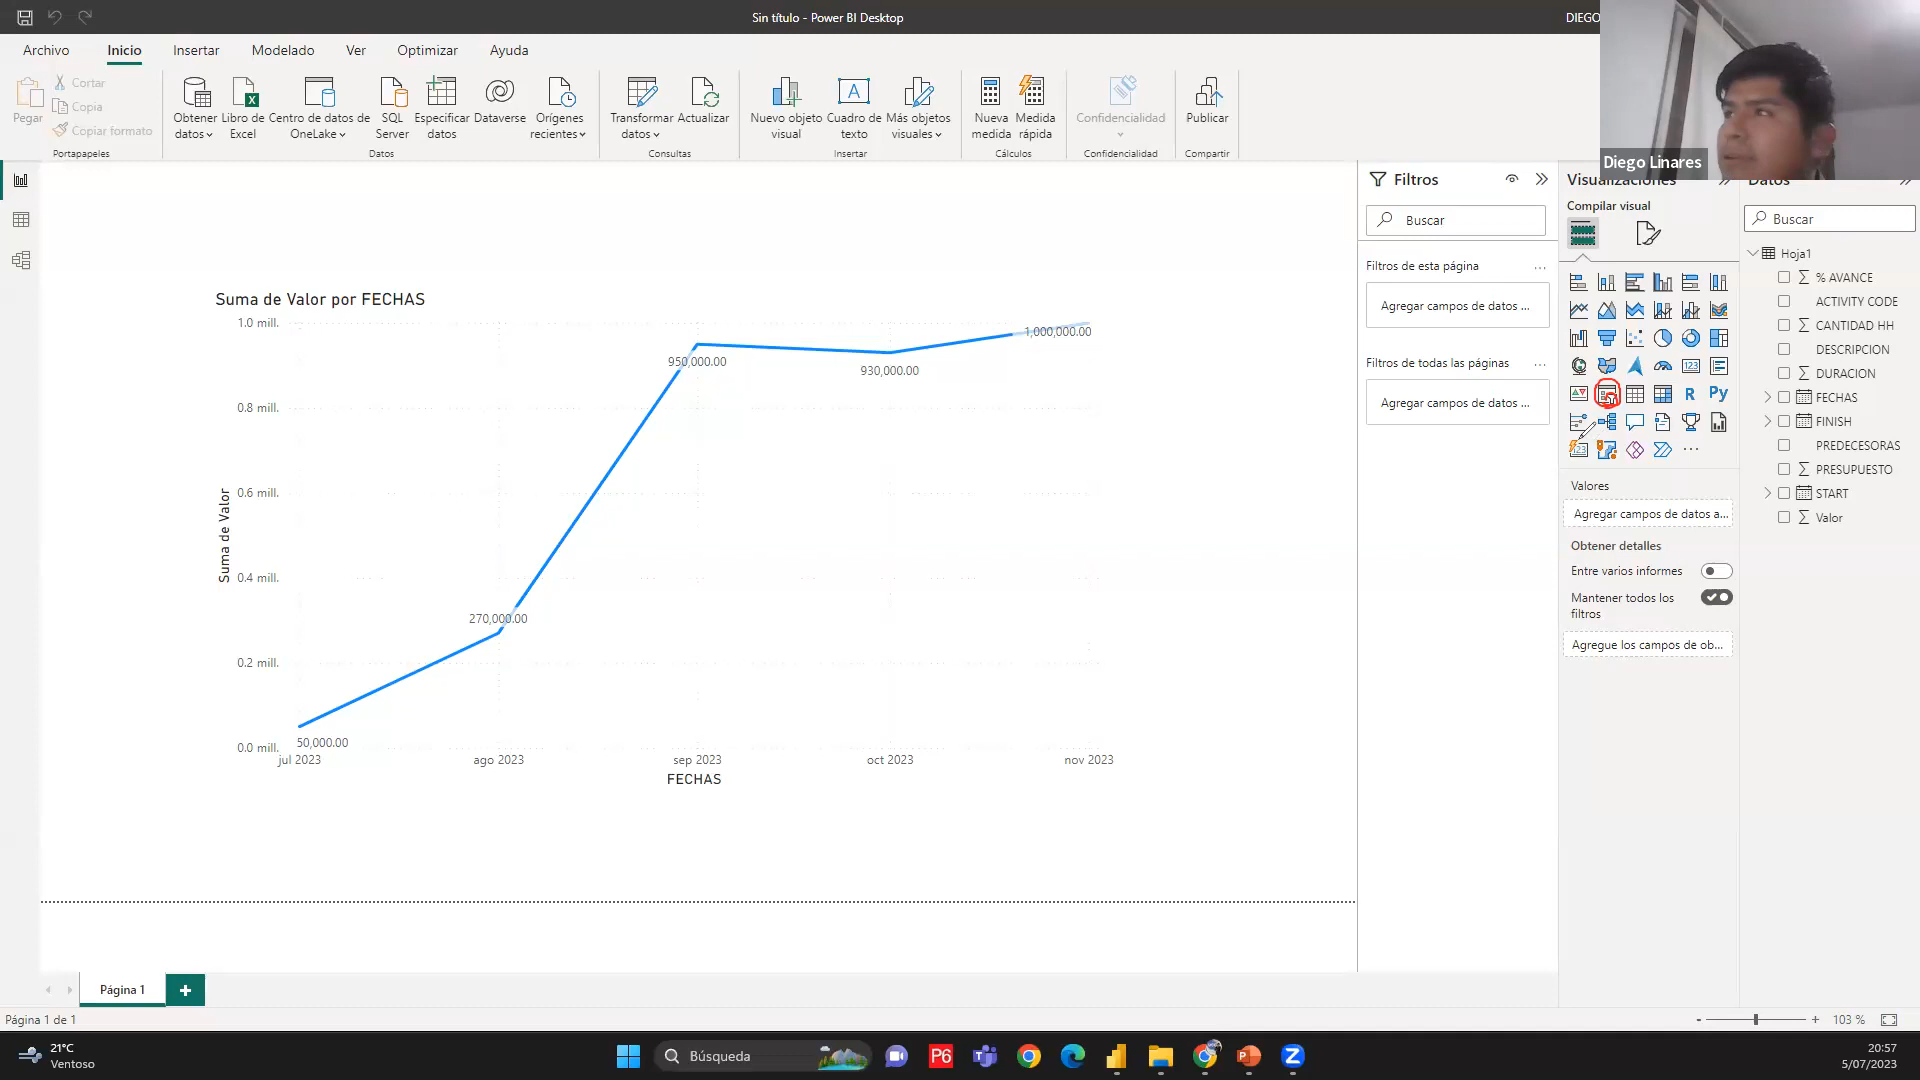 Sin título - Power BI Desktop
DIEGO
Archivo
Inicio
Insertar
Modelado
Ver
Optimizar
Ayuda
Pegar
Cortar
Copia
Copiar formato
Portapapeles
Obtener datos
Libro de Excel
Centro de datos de OneLake
SQL Server
Especificar datos
Dataverse
Orígenes recientes
Datos
Transformar datos
Actualizar
Consultas
Nuevo objeto visual
Cuadro de texto
Más objetos visuales
Insertar
Nueva medida
Medida rápida
Cálculos
Confidencialidad
Confidencialidad
Publicar
Compartir
Diego Linares
Suma de Valor por FECHAS
1.0 mill.
0.8 mill.
0.6 mill.
0.4 mill.
0.2 mill.
0.0 mill.
Suma de Valor
50,000.00
270,000.00
950,000.00
930,000.00
1,000,000.00
jul 2023
ago 2023
sep 2023
oct 2023
nov 2023
FECHAS
Filtros
Buscar
Filtros de esta página
...
Agregar campos de datos ...
Filtros de todas las páginas
...
Agregar campos de datos ...
Visualizaciones
Compilar visual
123
R
Py
123
...
Valores
Agregar campos de datos a...
Obtener detalles
Entre varios informes
Mantener todos los
filtros
Agregue los campos de ob...
Datos
Buscar
Hoja1
% AVANCE
ACTIVITY CODE
CANTIDAD HH
DESCRIPCION
DURACION
FECHAS
FINISH
PREDECESORAS
PRESUPUESTO
START
Valor
Página 1
+
Página 1 de 1
- + 103 %
21°C
Ventoso
Búsqueda
P6
20:57
5/07/2023